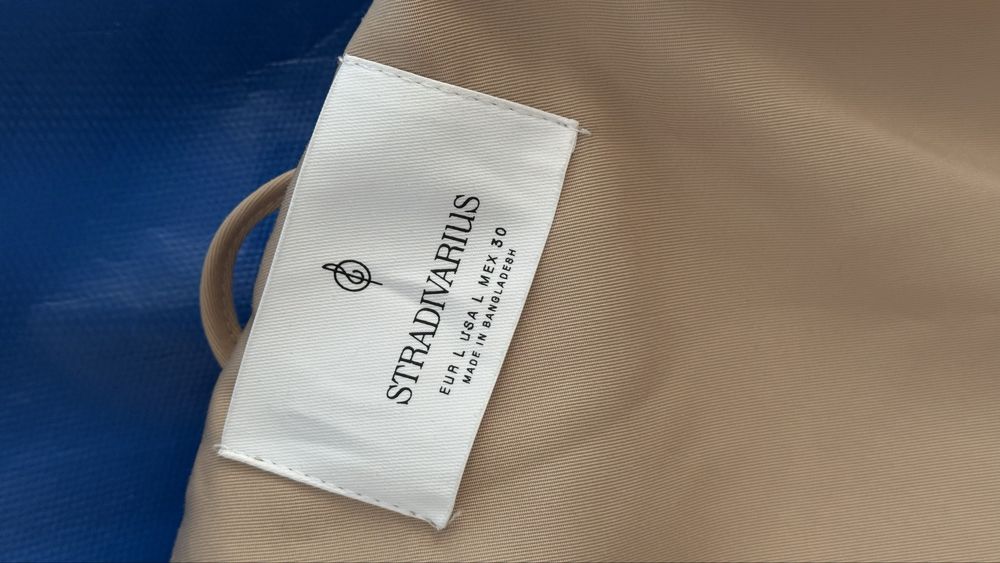 STRADIVARIUS
EUR L USA L MEX 30
MADE IN BANGLADESH